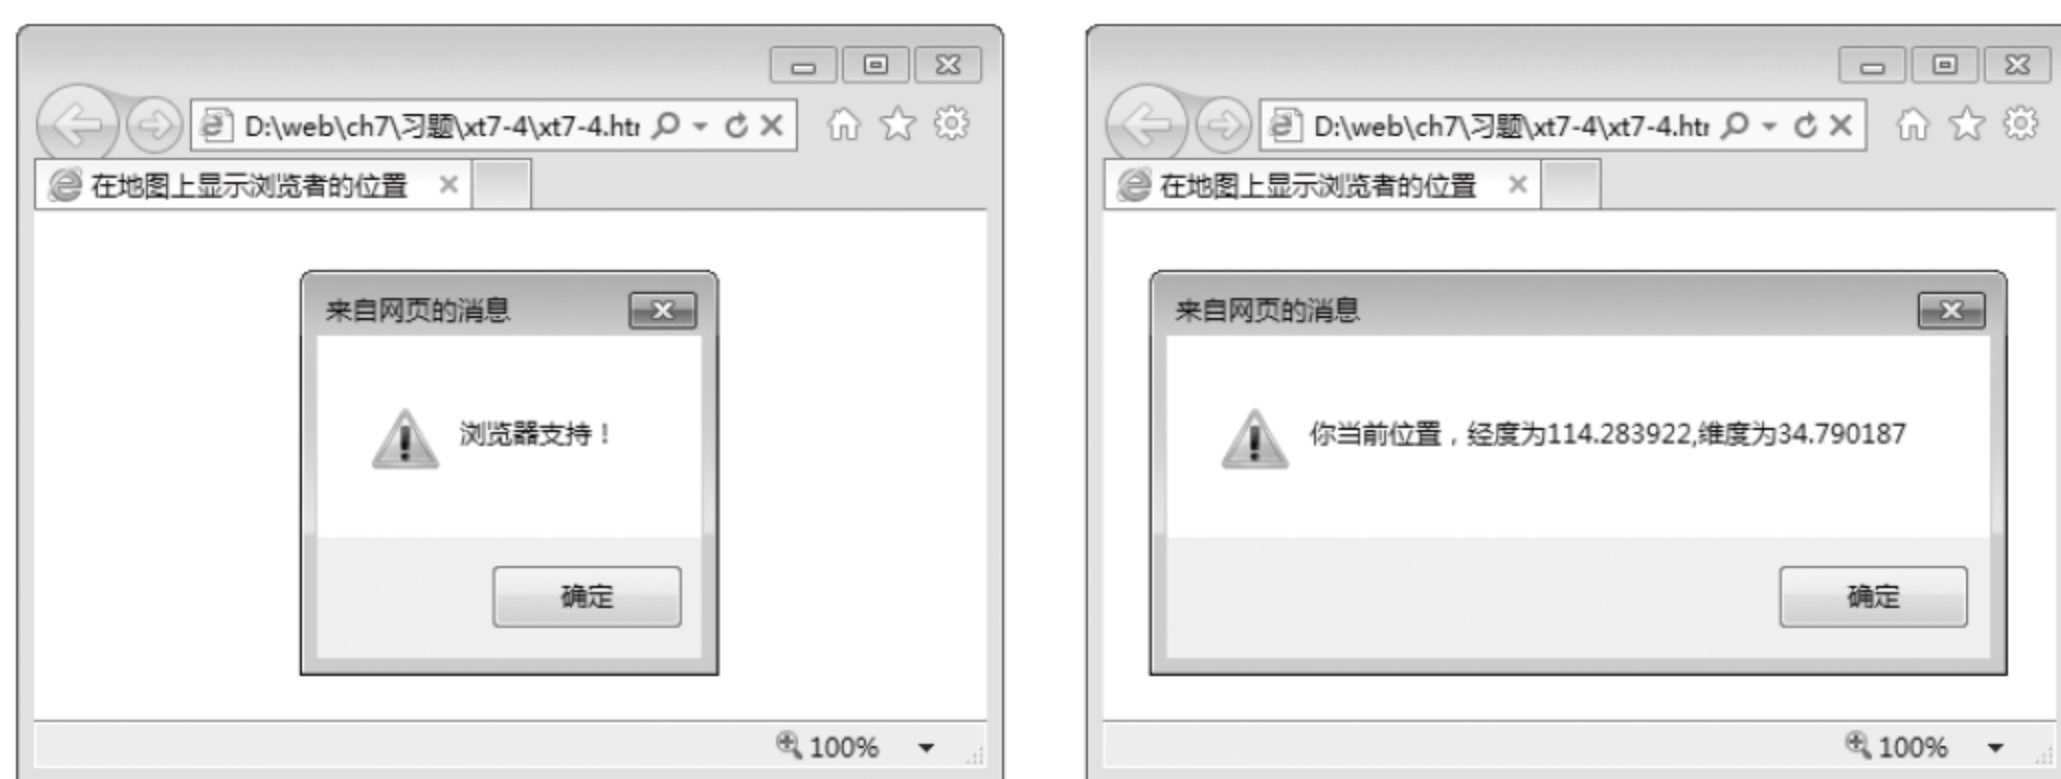 D:\web\ch7\习题\xt7-4\xt7-4.htr
在地图上显示浏览者的位置
来自网页的消息
浏览器支持！
确定
100%
D:\web\ch7\习题\xt7-4\xt7-4.htr
在地图上显示浏览者的位置
来自网页的消息
你当前位置，经度为114.283922,维度为34.790187
确定
100%